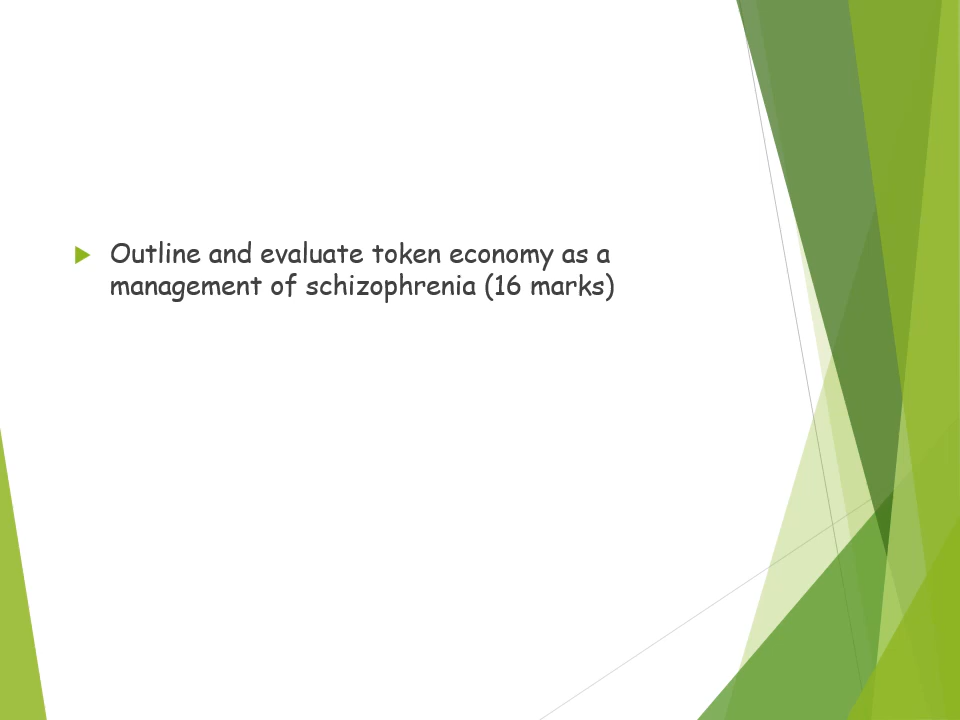 Outline and evaluate token economy as a
management of schizophrenia (16 marks)